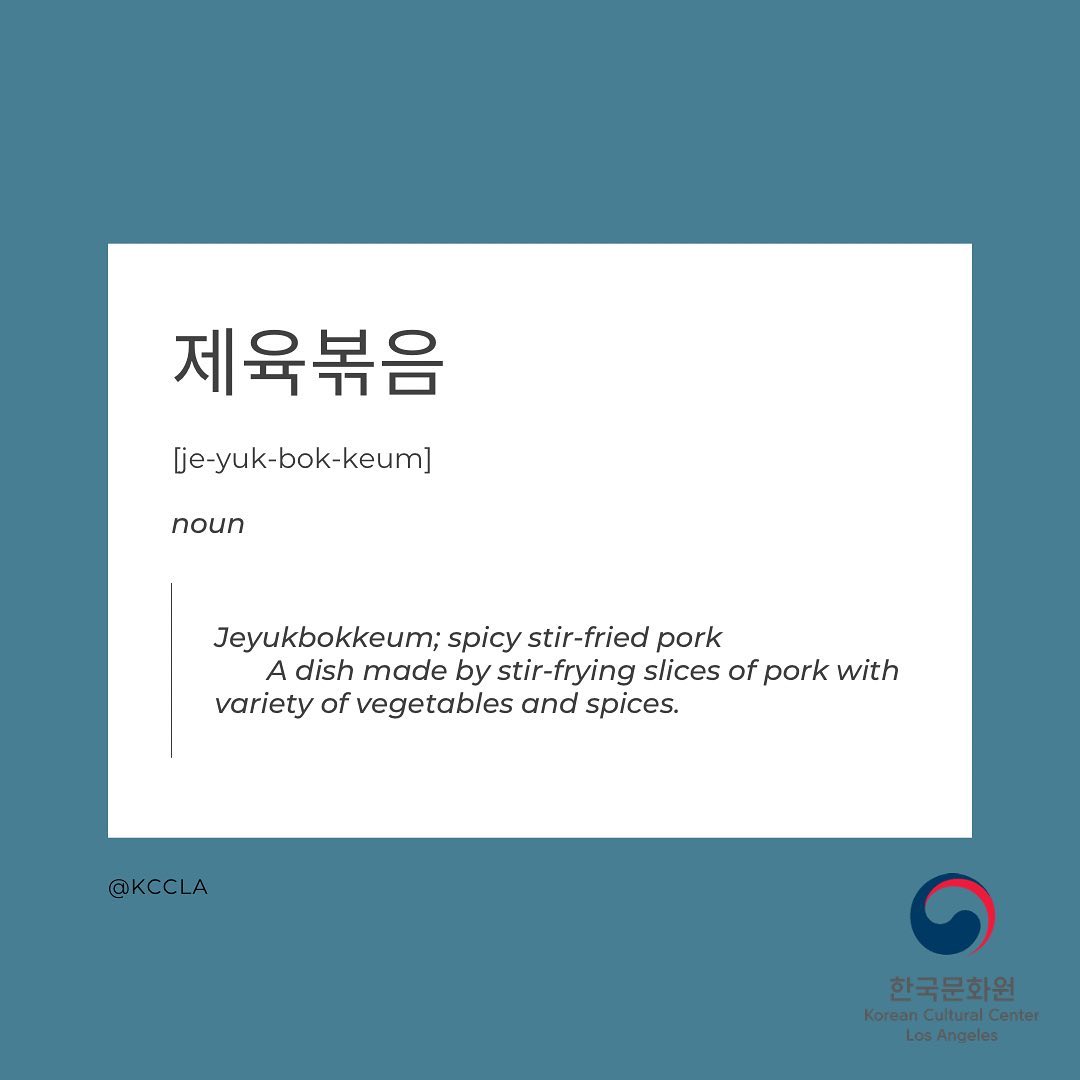 제육볶음
[je-yuk-bok-keum]
noun
Jeyukbokkeum; spicy stir-fried pork
A dish made by stir-frying slices of pork with
variety of vegetables and spices.
@KCCLA
한국문화원
Korean Cultural Center
Los Angeles